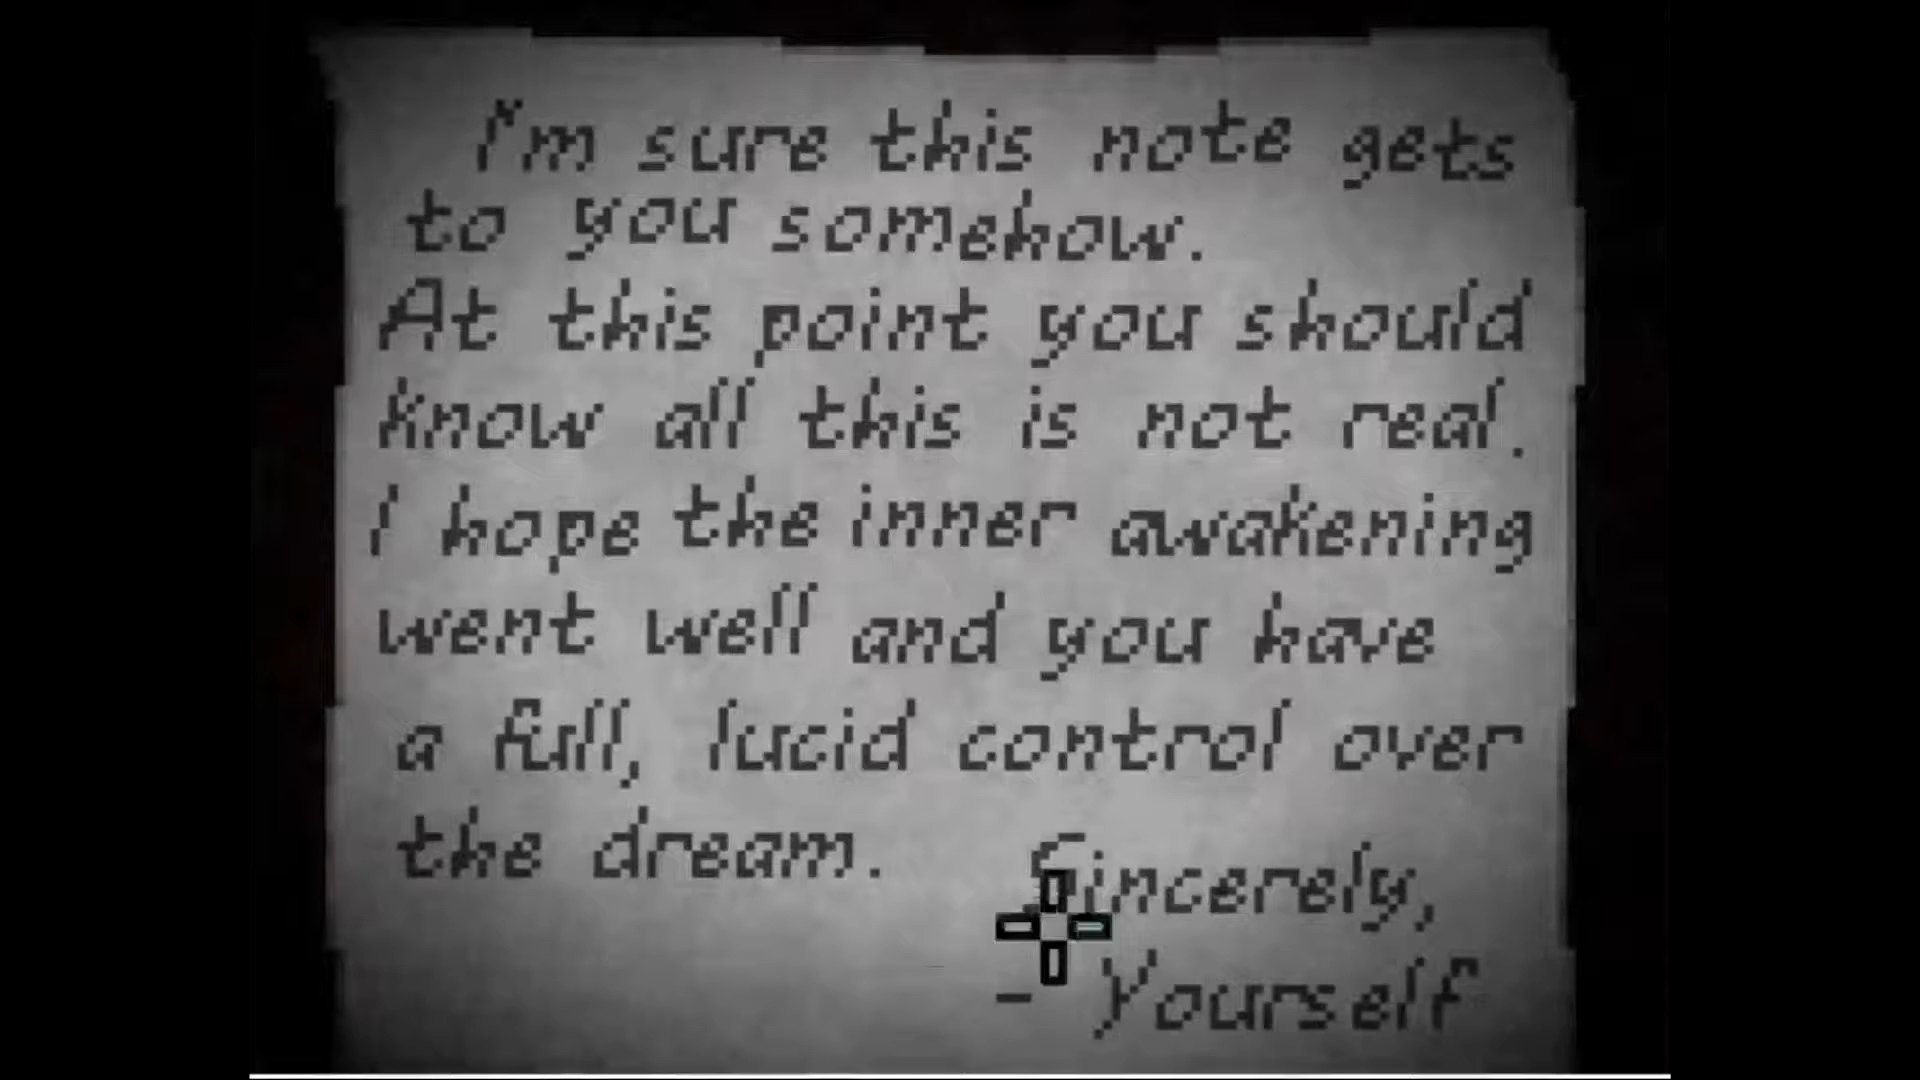 I'm sure this note gets
to you somehow.
At this point you should
know all this is not real.
I hope the inner awakening
went well and you have
a full, lucid control over
the dream.
Sincerely,
- Yourself